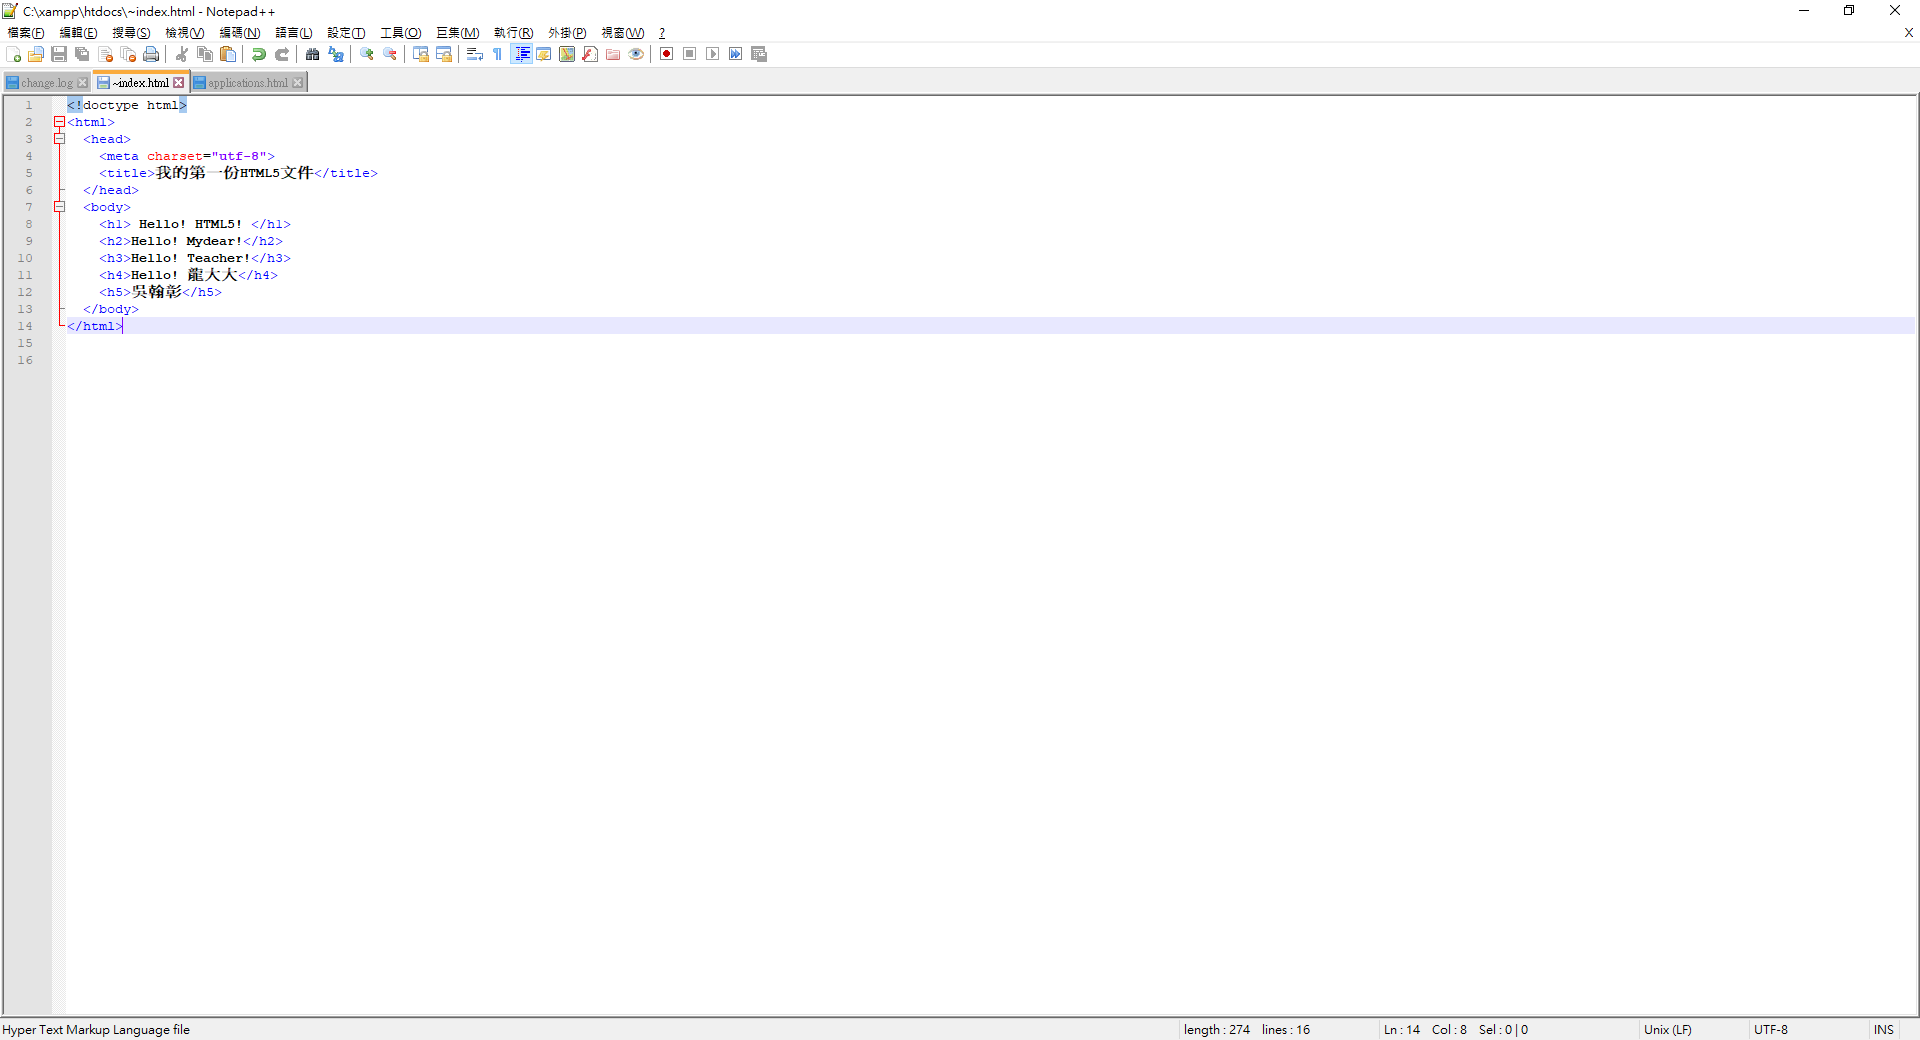 C:\xampp\htdocs\~index.html - Notepad++
檔案(F) 編輯(E) 搜尋(S) 檢視(V) 編碼(N) 語言(L) 設定(T) 工具(O) 巨集(M) 執行(R) 外掛(P) 視窗(W) ? X
change.log ~index.html applications.html
1 <!doctype html>
2 <html>
3 <head>
4 <meta charset="utf-8">
5 <title>我的第一份HTML5文件</title>
6 </head>
7 <body>
8 <h1> Hello! HTML5! </h1>
9 <h2>Hello! Mydear!</h2>
10 <h3>Hello! Teacher!</h3>
11 <h4>Hello! 龍大大</h4>
12 <h5>吳翰彰</h5>
13 </body>
14 </html>
15
16
Hyper Text Markup Language file length : 274 lines : 16 Ln : 14 Col : 8 Sel : 0 | 0 Unix (LF) UTF-8 INS